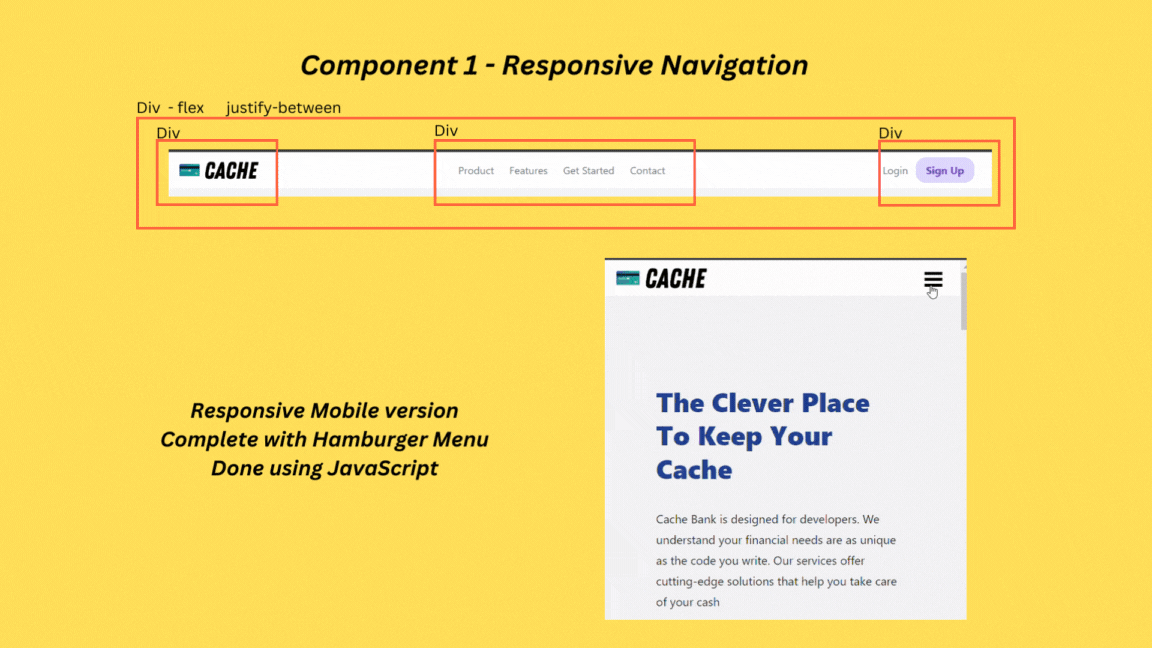 Component 1 - Responsive Navigation
Div - flex justify-between
Div
Div
Div
CACHE
Product Features Get Started Contact
Login Sign Up
CACHE
The Clever Place
To Keep Your
Cache
Responsive Mobile version
Complete with Hamburger Menu
Done using JavaScript
Cache Bank is designed for developers. We
understand your financial needs are as unique
as the code you write. Our services offer
cutting-edge solutions that help you take care
of your cash